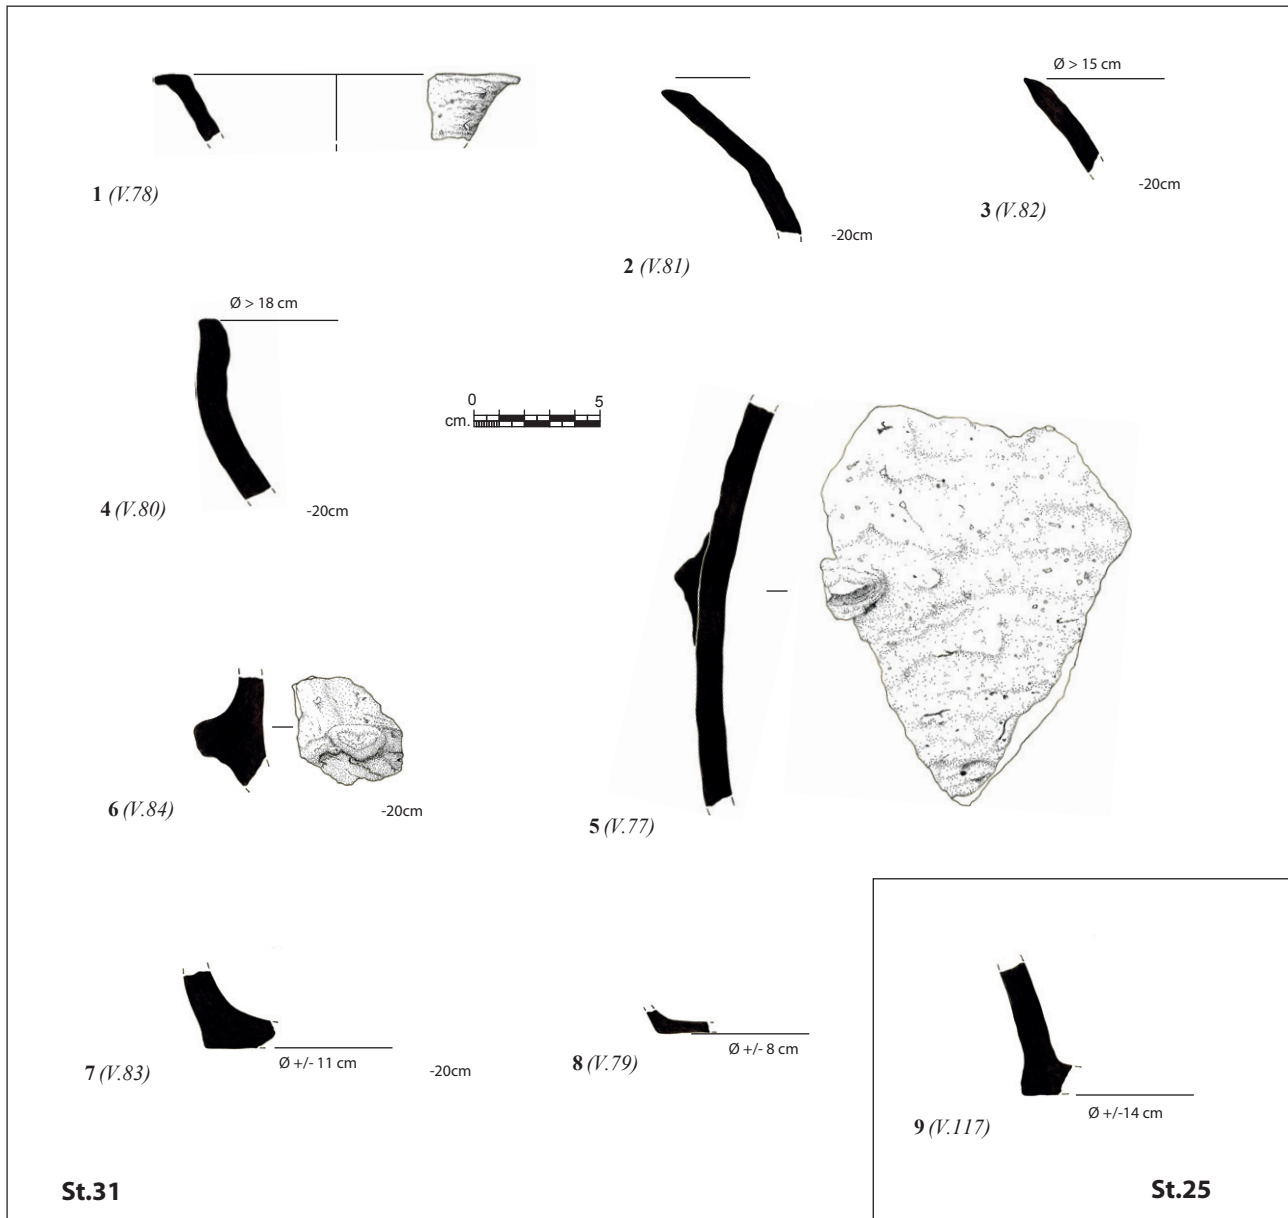 Ø > 15 cm
1 (V.78)
-20cm
3 (V.82)
-20cm
2 (V.81)
Ø > 18 cm
0 5
cm.
4 (V.80)
-20cm
6 (V.84)
-20cm
5 (V.77)
Ø +/- 11 cm
7 (V.83)
-20cm
Ø +/- 8 cm
8 (V.79)
Ø +/-14 cm
9 (V.117)
St.31
St.25